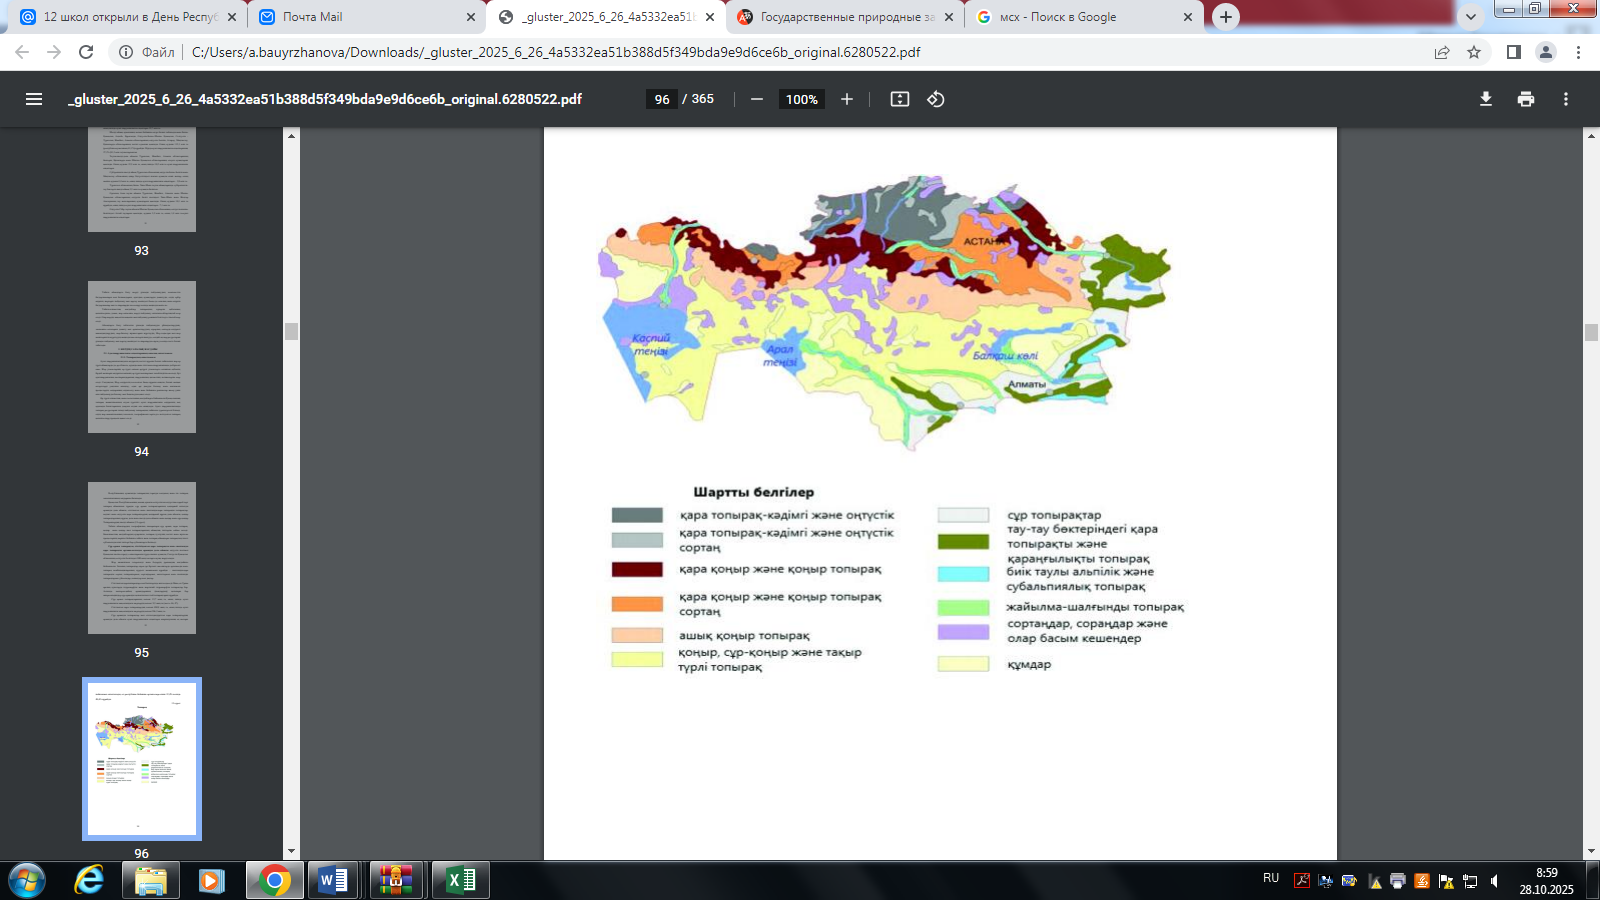 12 школ открыли в День Респуб
Почта Mail
_gluster_2025_6_26_4a5332ea51b
Государственные природные за
мсх - Поиск в Google
Файл
C:/Users/a.bauyrzhanova/Downloads/_gluster_2025_6_26_4a5332ea51b388d5f349bda9e9d6ce6b_original.6280522.pdf
_gluster_2025_6_26_4a5332ea51b388d5f349bda9e9d6ce6b_original.6280522.pdf
96 / 365
100%
93
94
95
96
АСТАНА
Каспий
теңізі
Арал
теңізі
Балқаш көлі
Алматы
Шартты белгілер
қара топырақ-кәдімгі және оңтүстік
қара топырақ-кәдімгі және оңтүстік
сортаң
қара қоңыр және қоңыр топырақ
қара қоңыр және қоңыр топырақ
сортаң
ашық қоңыр топырақ
қоңыр, сұр-қоңыр және тақыр
түрлі топырақ
сұр топырақтар
тау-тау бөктеріндегі қара
топырақты және
қараңғылықты топырақ
биік таулы альпілік және
субальпиялық топырақ
жайылма-шалғынды топырақ
сортаңдар, сораңдар және
олар басым кешендер
құмдар
RU
8:59
28.10.2025